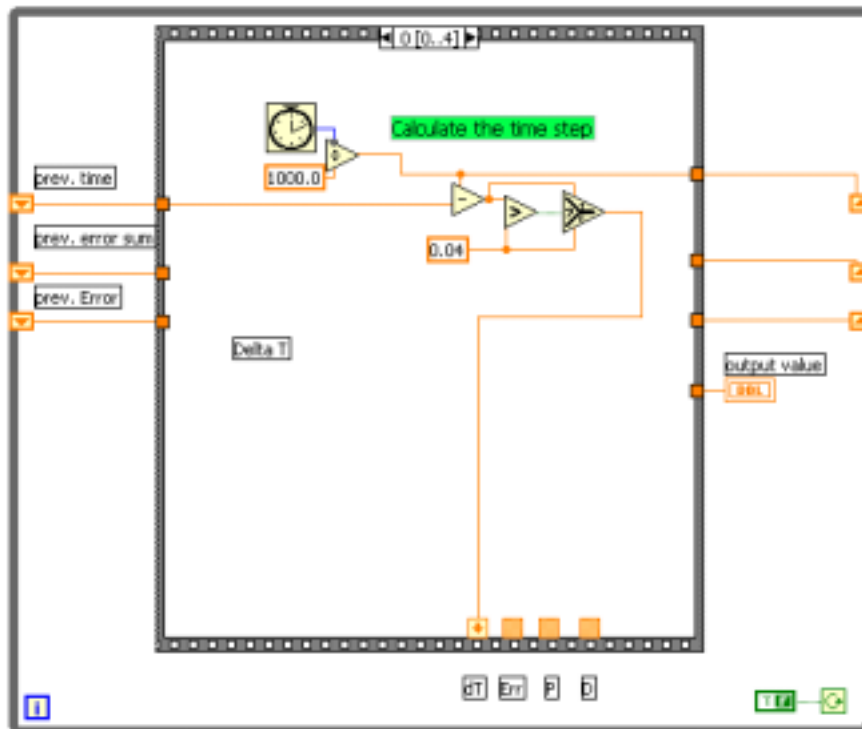 0 [0..4]
Calculate the time step
1000.0
prev. time
0.04
prev. error sum
prev. Error
Delta T
output value
DBL
dT Err P D
i